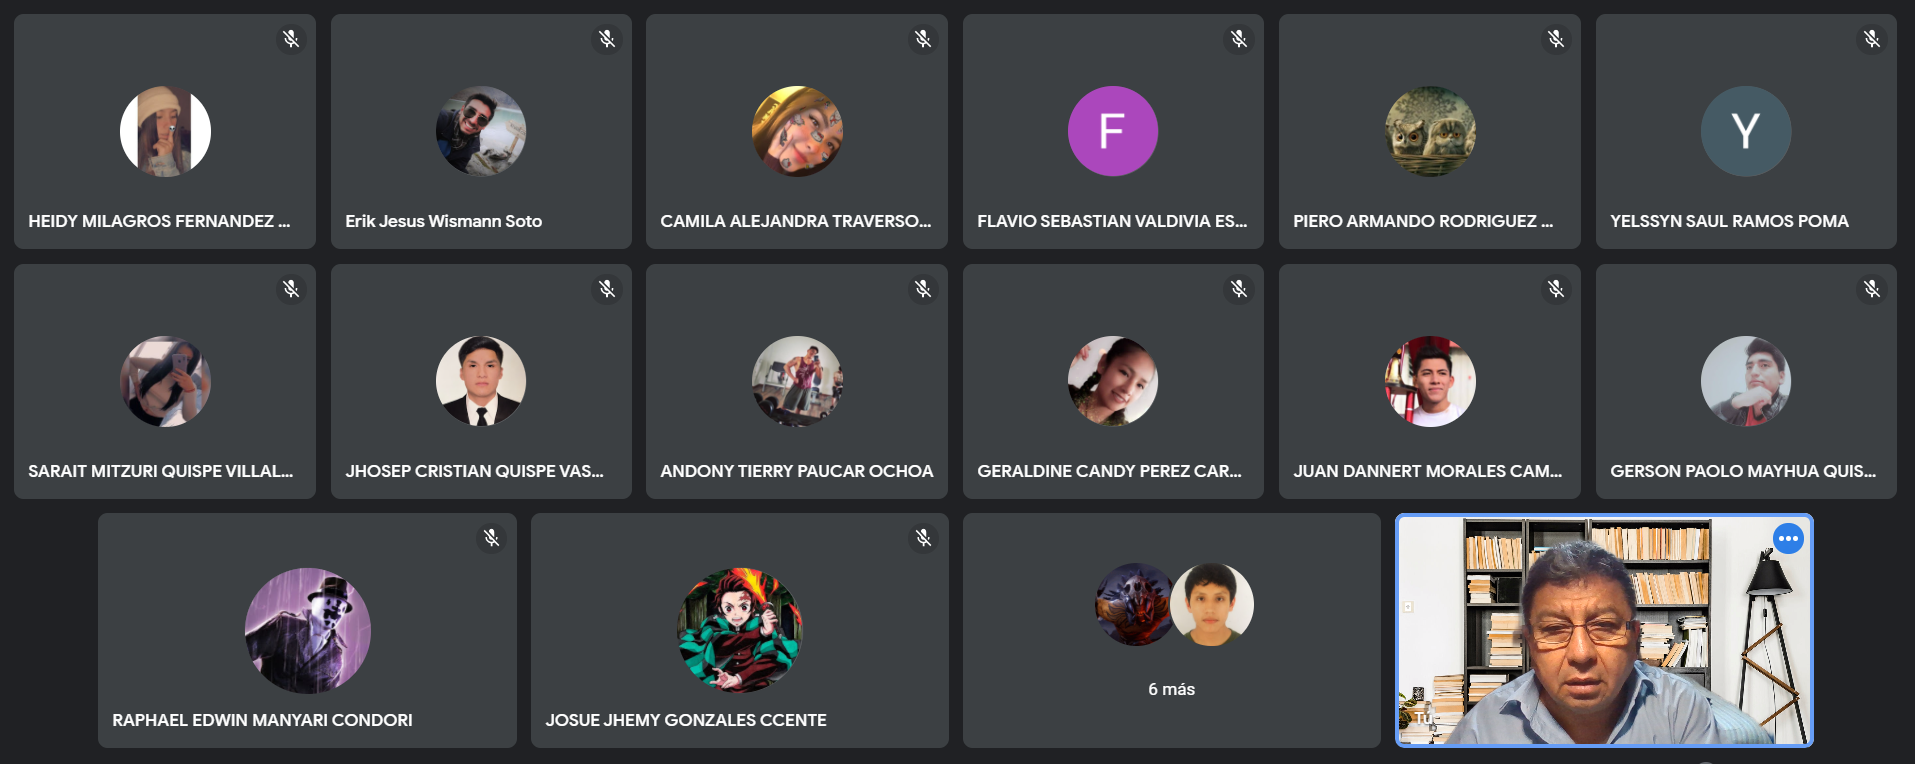 HEIDY MILAGROS FERNANDEZ ...
Erik Jesus Wismann Soto
CAMILA ALEJANDRA TRAVERSO...
F
FLAVIO SEBASTIAN VALDIVIA ES...
PIERO ARMANDO RODRIGUEZ ...
Y
YELSSYN SAUL RAMOS POMA
SARAIT MITZURI QUISPE VILLAL...
JHOSEP CRISTIAN QUISPE VAS...
ANDONY TIERRY PAUCAR OCHOA
GERALDINE CANDY PEREZ CAR...
JUAN DANNERT MORALES CAM...
GERSON PAOLO MAYHUA QUIS...
RAPHAEL EDWIN MANYARI CONDORI
JOSUE JHEMY GONZALES CCENTE
6 más
Tú